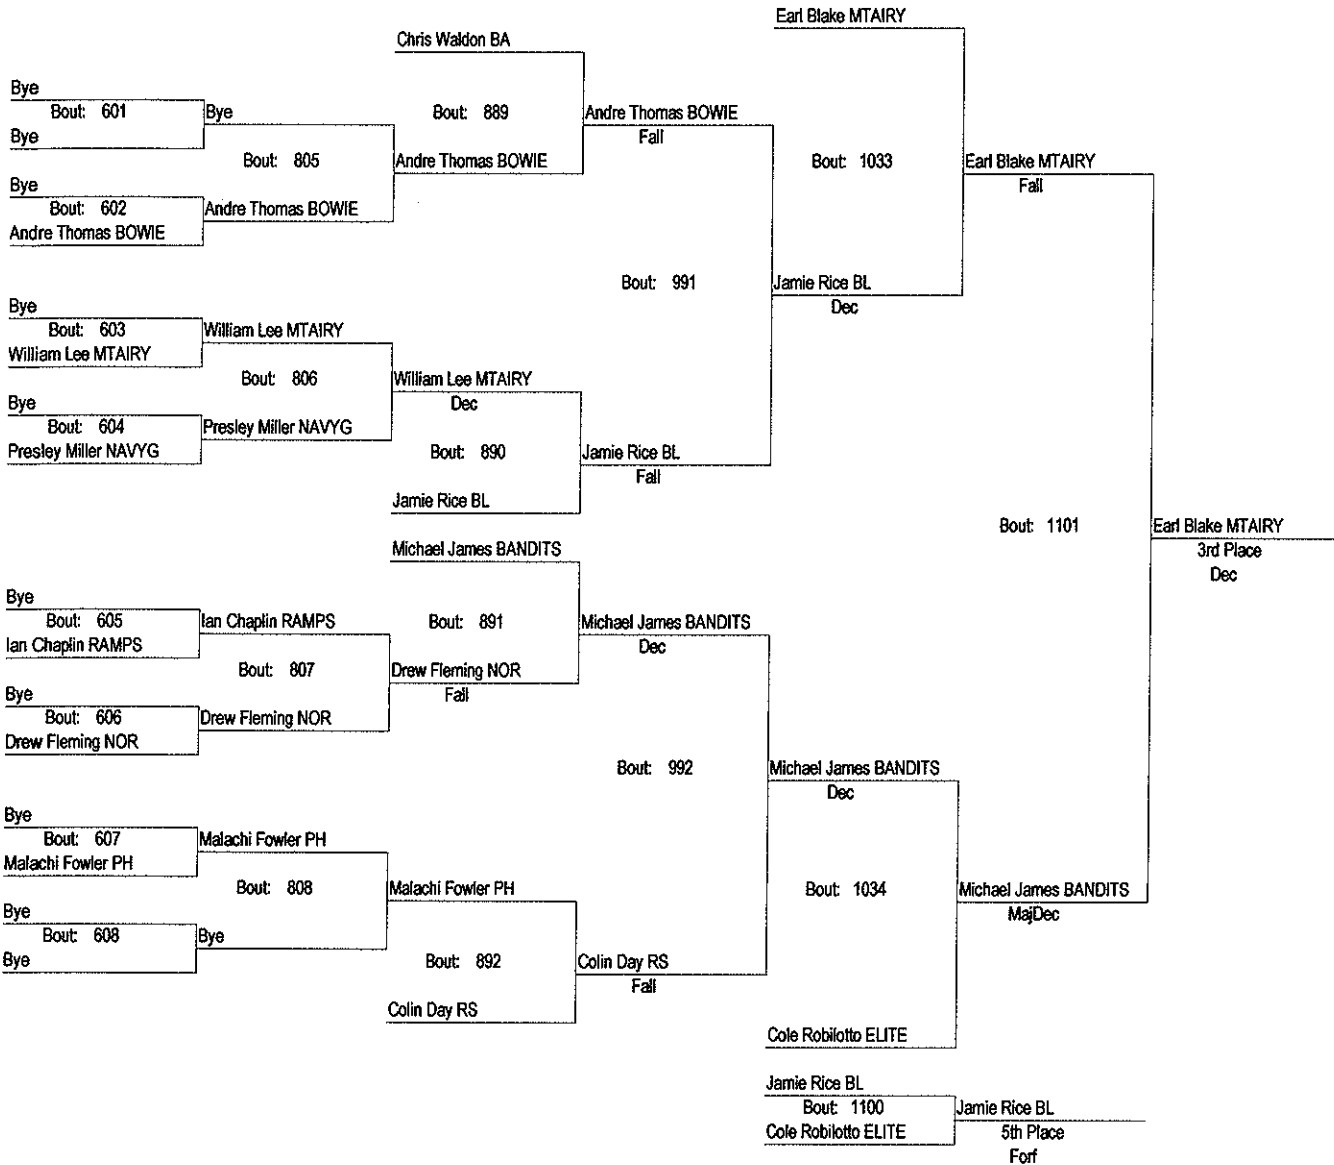 Earl Blake MTAIRY
Chris Waldon BA
Bye
Bout: 601
Bye
Bye
Bout: 889
Andre Thomas BOWIE
Fall
Bout: 805
Andre Thomas BOWIE
Bout: 1033
Earl Blake MTAIRY
Fall
Bye
Bout: 602
Andre Thomas BOWIE
Andre Thomas BOWIE
Bout: 991
Jamie Rice BL
Dec
Bye
Bout: 603
William Lee MTAIRY
William Lee MTAIRY
Bout: 806
William Lee MTAIRY
Dec
Bye
Bout: 604
Presley Miller NAVYG
Presley Miller NAVYG
Bout: 890
Jamie Rice BL
Fall
Jamie Rice BL
Bout: 1101
Earl Blake MTAIRY
3rd Place
Dec
Michael James BANDITS
Bye
Bout: 605
Ian Chaplin RAMPS
Ian Chaplin RAMPS
Bout: 891
Michael James BANDITS
Dec
Bout: 807
Drew Fleming NOR
Fall
Bye
Bout: 606
Drew Fleming NOR
Drew Fleming NOR
Bout: 992
Michael James BANDITS
Dec
Bye
Bout: 607
Malachi Fowler PH
Malachi Fowler PH
Bout: 808
Malachi Fowler PH
Bout: 1034
Michael James BANDITS
MajDec
Bye
Bout: 608
Bye
Bye
Bout: 892
Colin Day RS
Fall
Colin Day RS
Cole Robilotto ELITE
Jamie Rice BL
Bout: 1100
Jamie Rice BL
Cole Robilotto ELITE
5th Place
Forf